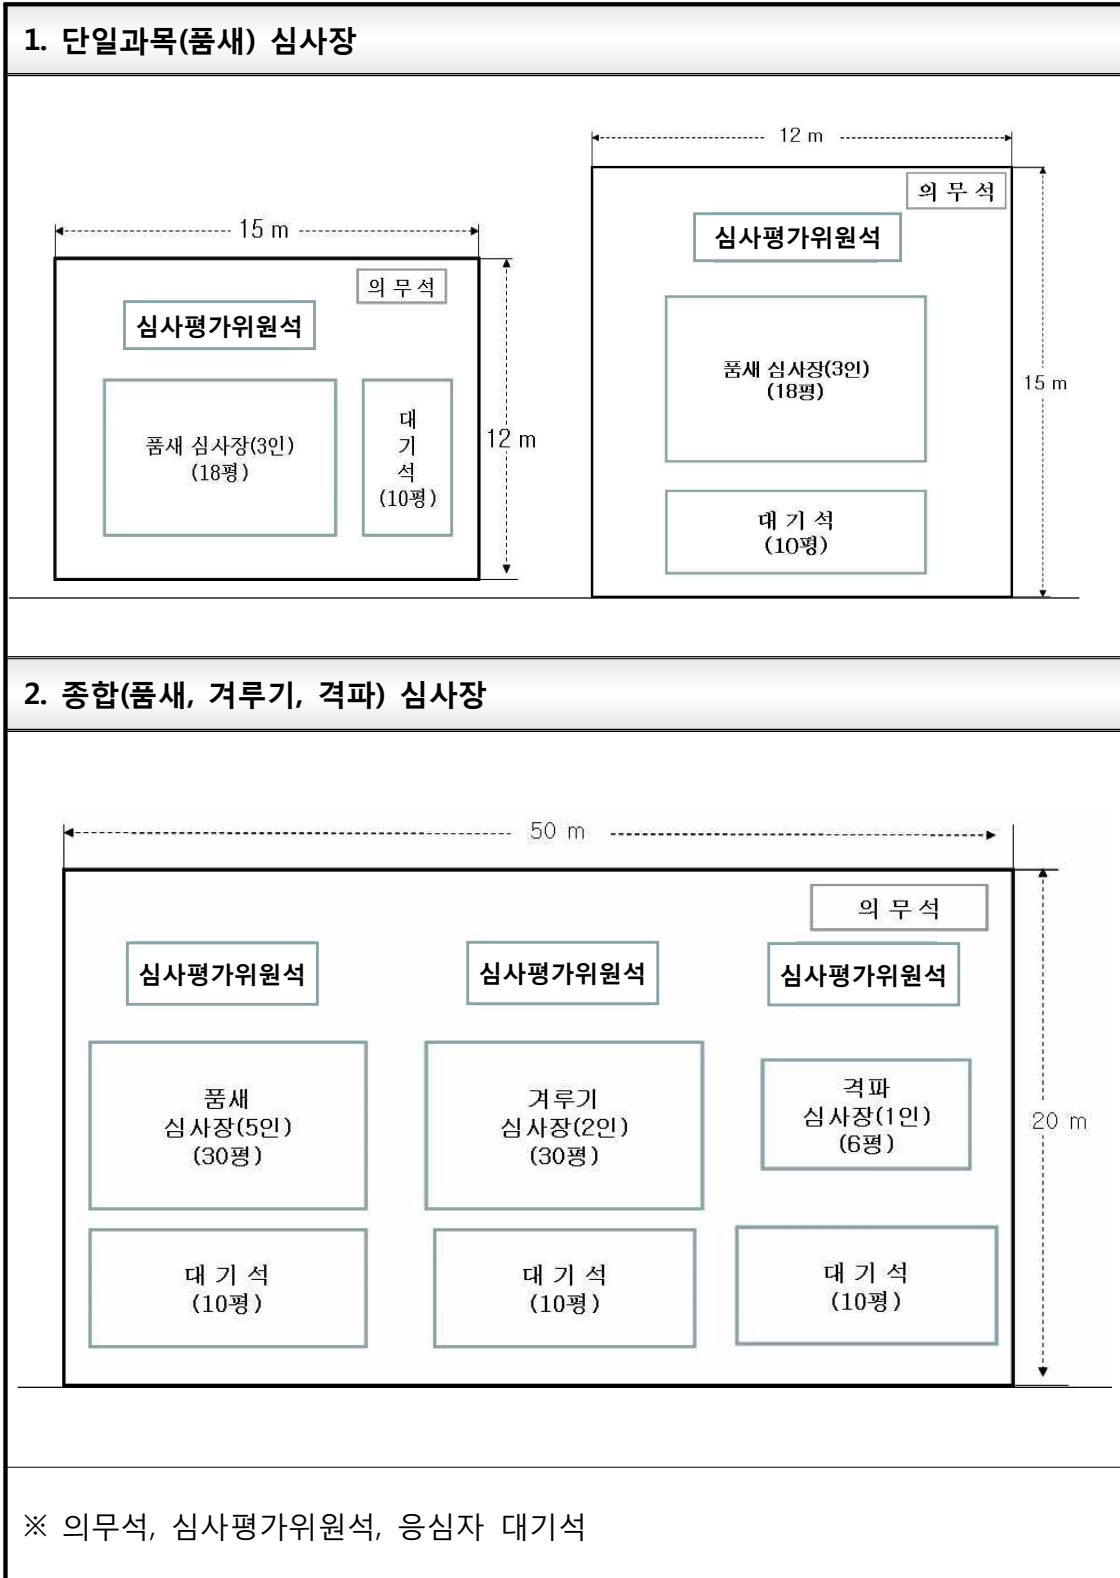 1. 단일과목(품새) 심사장
15 m
의 무 석
심사평가위원석
품새 심사장(3인)
(18평)
대
기
석
(10평)
12 m
12 m
의 무 석
심사평가위원석
품새 심사장(3인)
(18평)
대 기 석
(10평)
15 m
2. 종합(품새, 겨루기, 격파) 심사장
50 m
의 무 석
심사평가위원석
심사평가위원석
심사평가위원석
품새
심사장(5인)
(30평)
겨루기
심사장(2인)
(30평)
격파
심사장(1인)
(6평)
20 m
대 기 석
(10평)
대 기 석
(10평)
대 기 석
(10평)
※ 의무석, 심사평가위원석, 응심자 대기석